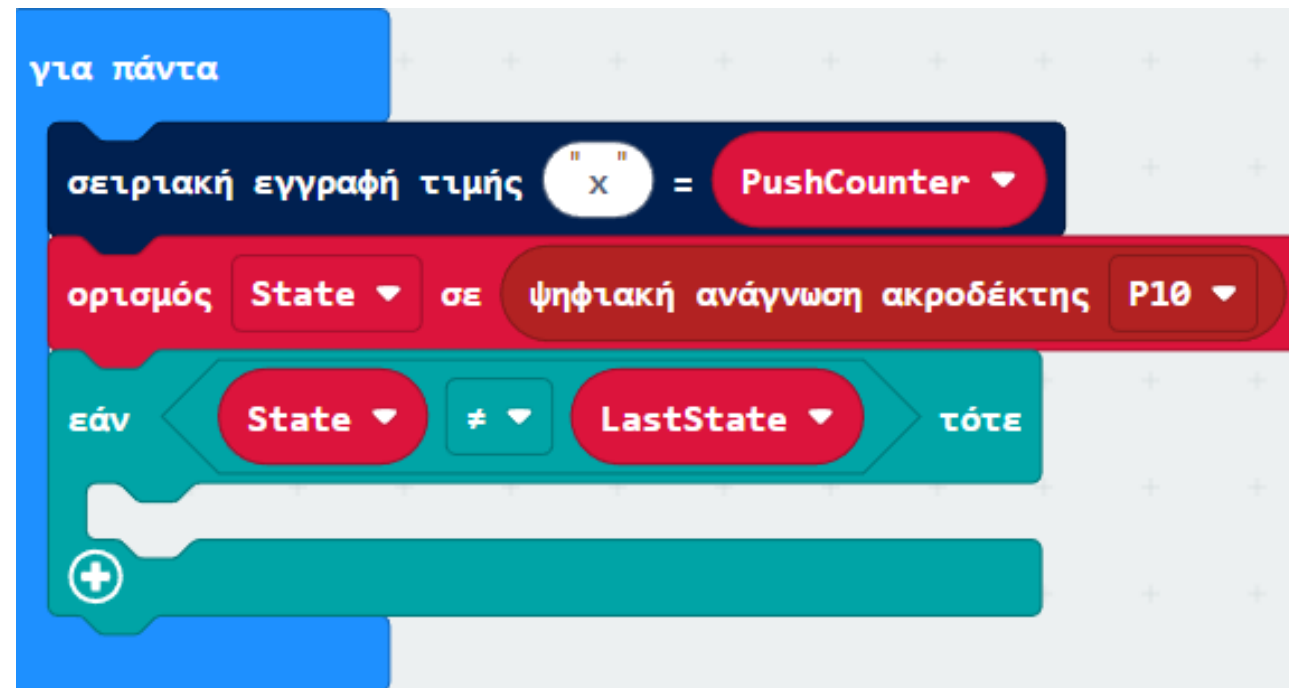 για πάντα
σειριακή εγγραφή τιμής "x" = PushCounter
ορισμός State σε ψηφιακή ανάγνωση ακροδέκτης P10
εάν State ≠ LastState τότε